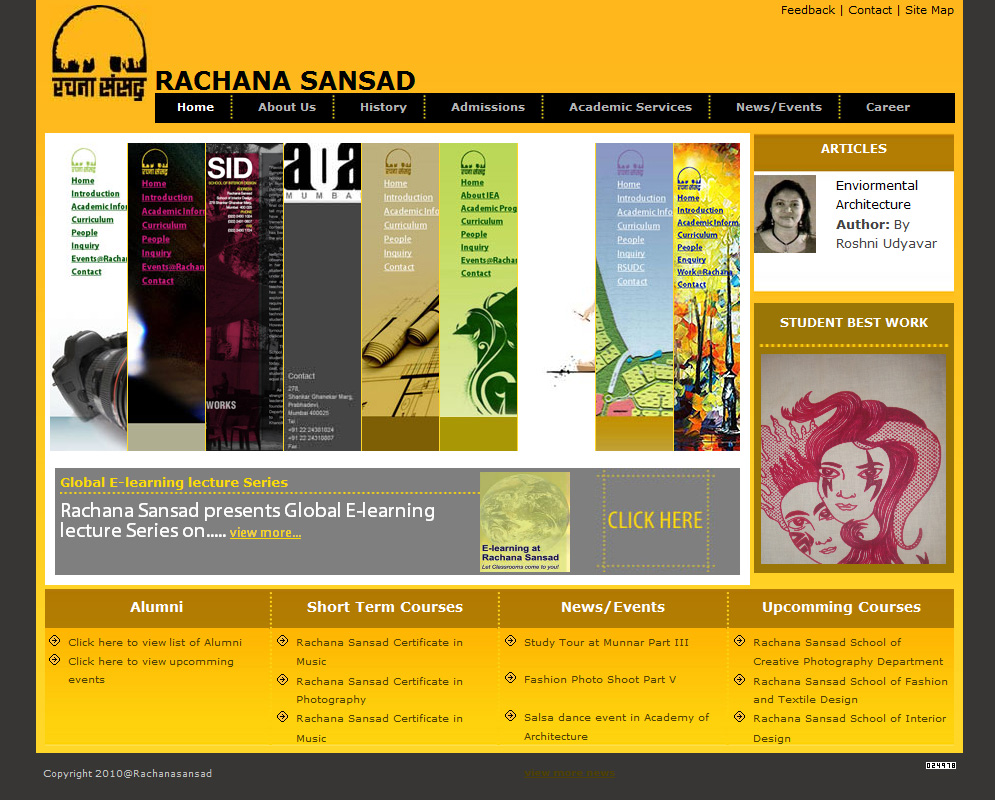 Feedback | Contact | Site Map
रचना संसद
RACHANA SANSAD
Home About Us History Admissions Academic Services News/Events Career
Home
Introduction
Academic Infor
Curriculum
People
Inquiry
Events@Rachan
Contact
Home
Introduction
Academic Inform
Curriculum
People
Inquiry
Events@Rachan
Contact
SID
SCHOOL OF INTERIOR DESIGN
WORKS
MUMBA
Contact
278,
Shankar Ghanekar Marg,
Prabhadevi,
Mumbai 400025
Tel :
+91 22 24301024
+91 22 24310807
Fax :
Home
Introduction
Academic Info
Curriculum
People
Inquiry
Contact
Home
About IEA
Academic Prog
Curriculum
People
Inquiry
Events@Rachan
Contact
Home
Introduction
Academic Info
Curriculum
People
Inquiry
RSUDC
Contact
Home
Introduction
Academic Inform
Curriculum
People
Enquiry
Work@Rachana
Contact
ARTICLES
Enviormental
Architecture
Author: By
Roshni Udyavar
STUDENT BEST WORK
Global E-learning lecture Series
Rachana Sansad presents Global E-learning
lecture Series on..... view more...
E-learning at
Rachana Sansad
Let Classrooms come to you!
CLICK HERE
Alumni
Click here to view list of Alumni
Click here to view upcomming
events
Short Term Courses
Rachana Sansad Certificate in
Music
Rachana Sansad Certificate in
Photography
Rachana Sansad Certificate in
Music
News/Events
Study Tour at Munnar Part III
Fashion Photo Shoot Part V
Salsa dance event in Academy of
Architecture
view more news
Upcomming Courses
Rachana Sansad School of
Creative Photography Department
Rachana Sansad School of Fashion
and Textile Design
Rachana Sansad School of Interior
Design
Copyright 2010@Rachanasansad
024978